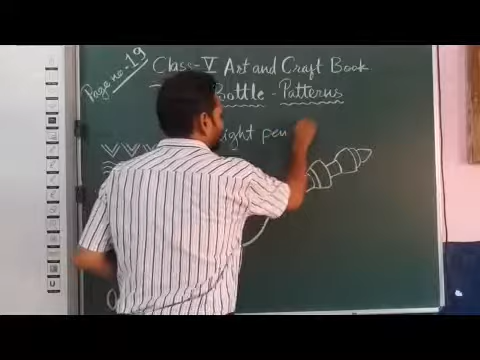 Page no. 19
Class-V Art and Craft Book
Bottle - Patterns
ight pen